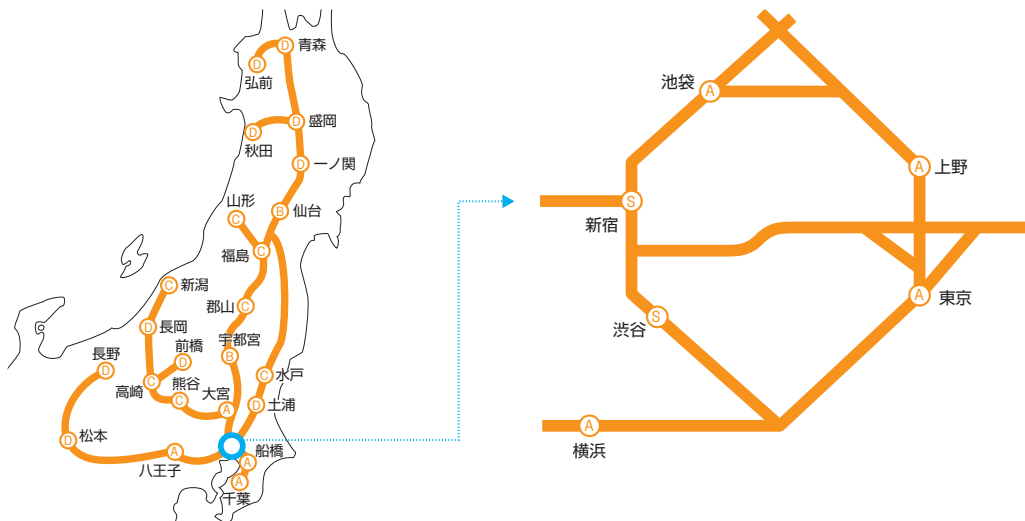 D 青森
D 弘前
D 盛岡
D 秋田
D 一ノ関
山形 C
B 仙台
福島 C
C 新潟
郡山 C
D 長岡
宇都宮 B
前橋 D
長野 D
高崎 C
熊谷 C
大宮 A
C 水戸
D 土浦
D 松本
八王子 A
船橋 A
千葉 A
池袋 A
A 上野
新宿 S
A 東京
渋谷 S
A 横浜